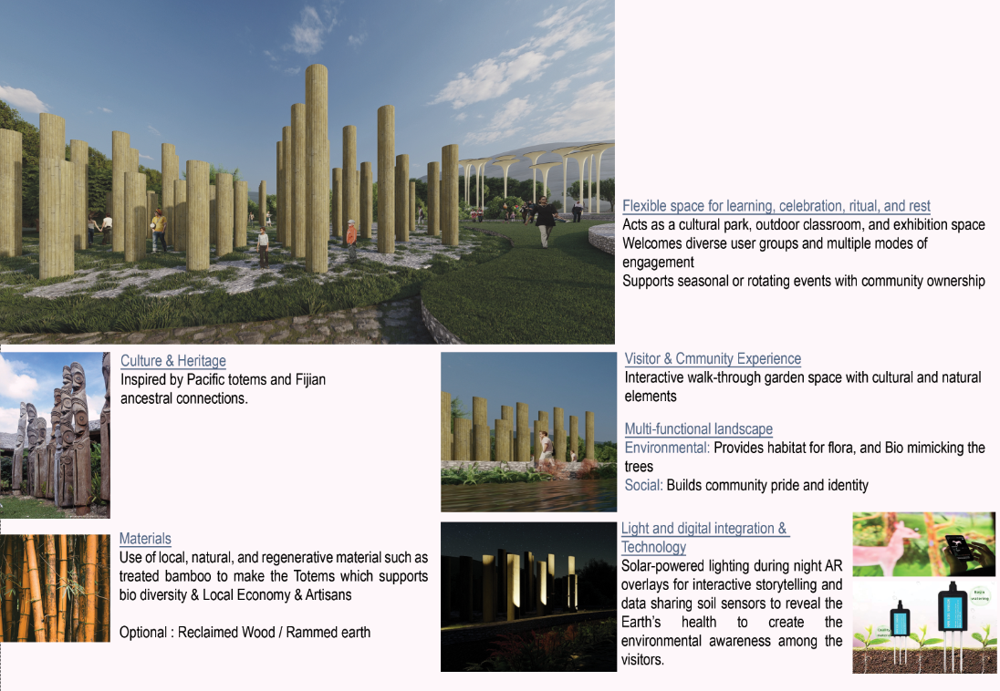 Flexible space for learning, celebration, ritual, and rest
Acts as a cultural park, outdoor classroom, and exhibition space
Welcomes diverse user groups and multiple modes of
engagement
Supports seasonal or rotating events with community ownership
Culture & Heritage
Inspired by Pacific totems and Fijian
ancestral connections.
Visitor & Cmmunity Experience
Interactive walk-through garden space with cultural and natural
elements
Multi-functional landscape
Environmental: Provides habitat for flora, and Bio mimicking the
trees
Social: Builds community pride and identity
Materials
Use of local, natural, and regenerative material such as
treated bamboo to make the Totems which supports
bio diversity & Local Economy & Artisans
Optional : Reclaimed Wood / Rammed earth
Light and digital integration &
Technology
Solar-powered lighting during night AR
overlays for interactive storytelling and
data sharing soil sensors to reveal the
Earth's health to create the
environmental awareness among the
visitors.
Begin
watering